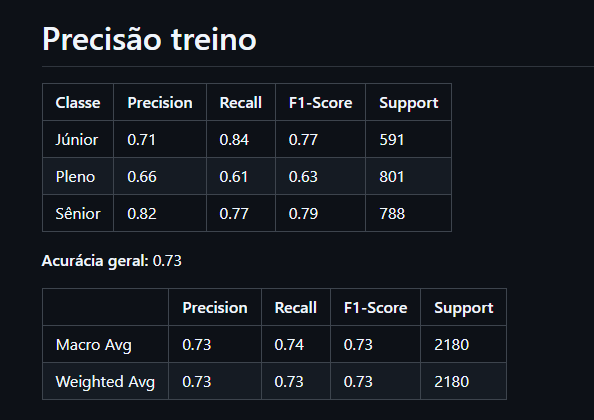 Precisão treino
Classe Precision Recall F1-Score Support
Júnior 0.71 0.84 0.77 591
Pleno 0.66 0.61 0.63 801
Sênior 0.82 0.77 0.79 788
Acurácia geral: 0.73
Precision Recall F1-Score Support
Macro Avg 0.73 0.74 0.73 2180
Weighted Avg 0.73 0.73 0.73 2180